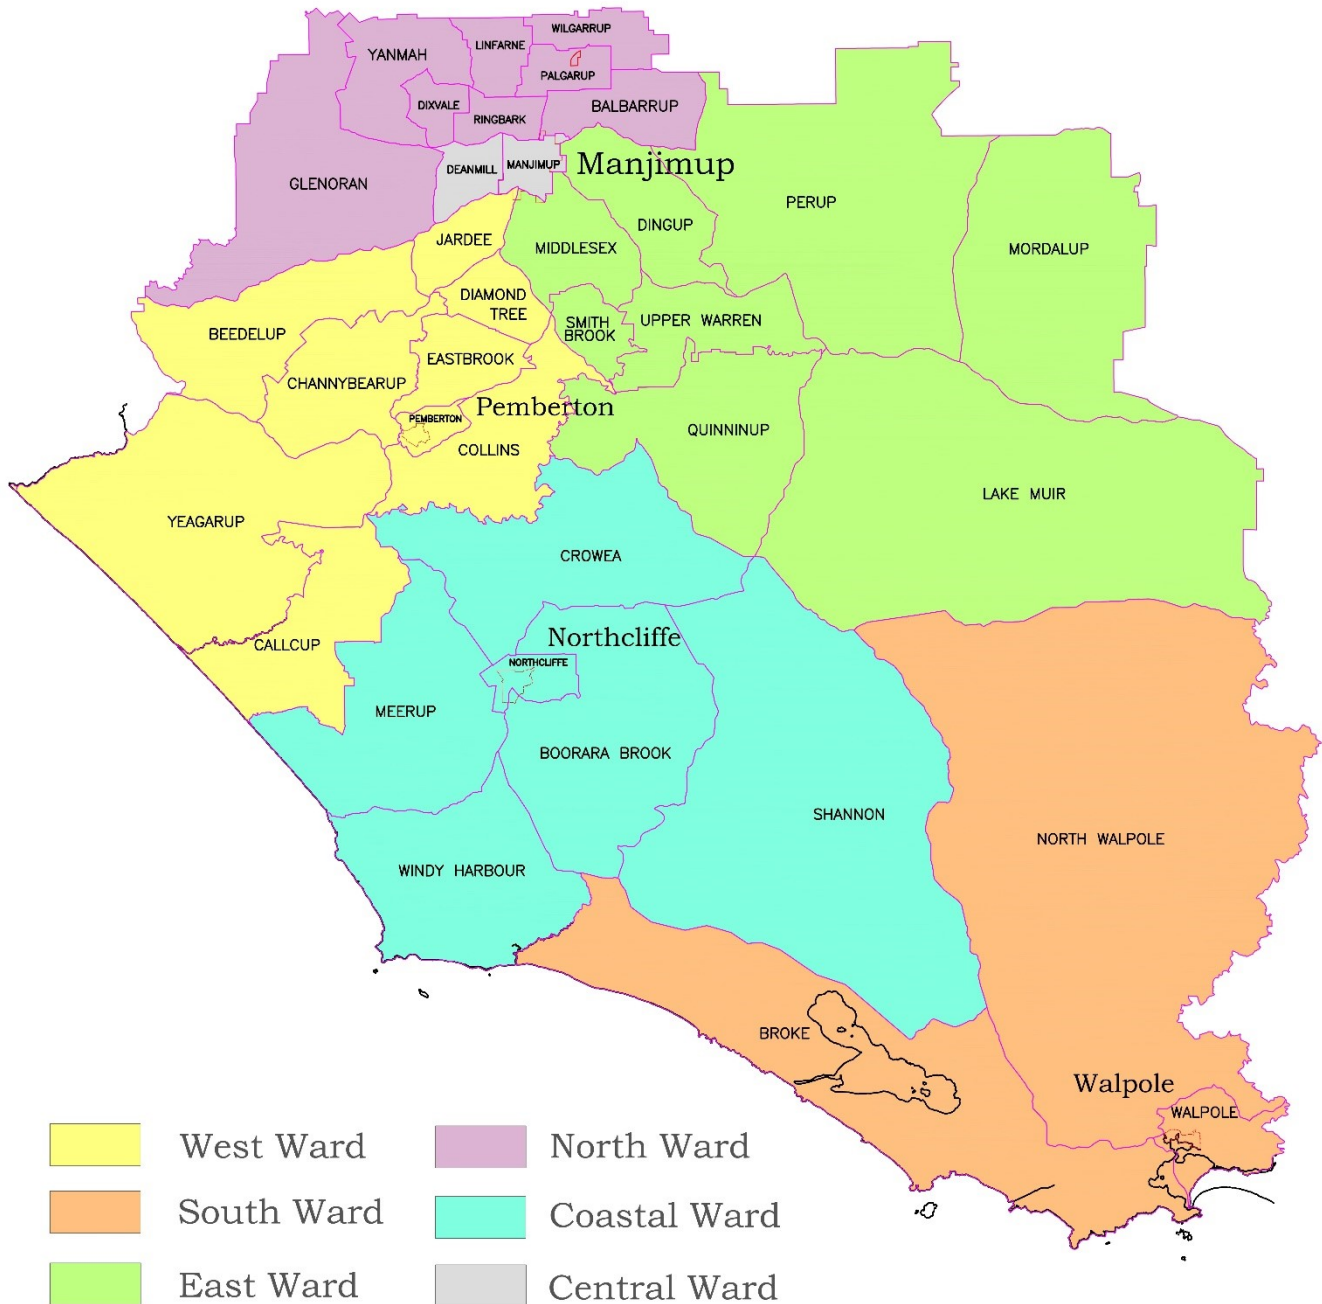 WILGARRUP
LINFARNE
YANMAH
PALGARUP
DIXVALE
BALBARRUP
RINGBARK
Manjimup
MANJIMUP
DEANMILL
GLENORAN
PERUP
DINGUP
JARDEE
MIDDLESEX
MORDALUP
DIAMOND
TREE
UPPER WARREN
SMITH
BROOK
BEEDELUP
EASTBROOK
CHANNYBEARUP
Pemberton
PEMBERTON
QUINNINUP
COLLINS
LAKE MUIR
YEAGARUP
CROWEA
Northcliffe
CALLCUP
NORTHCLIFFE
MEERUP
BOORARA BROOK
SHANNON
NORTH WALPOLE
WINDY HARBOUR
BROKE
Walpole
WALPOLE
West Ward
North Ward
South Ward
Coastal Ward
East Ward
Central Ward